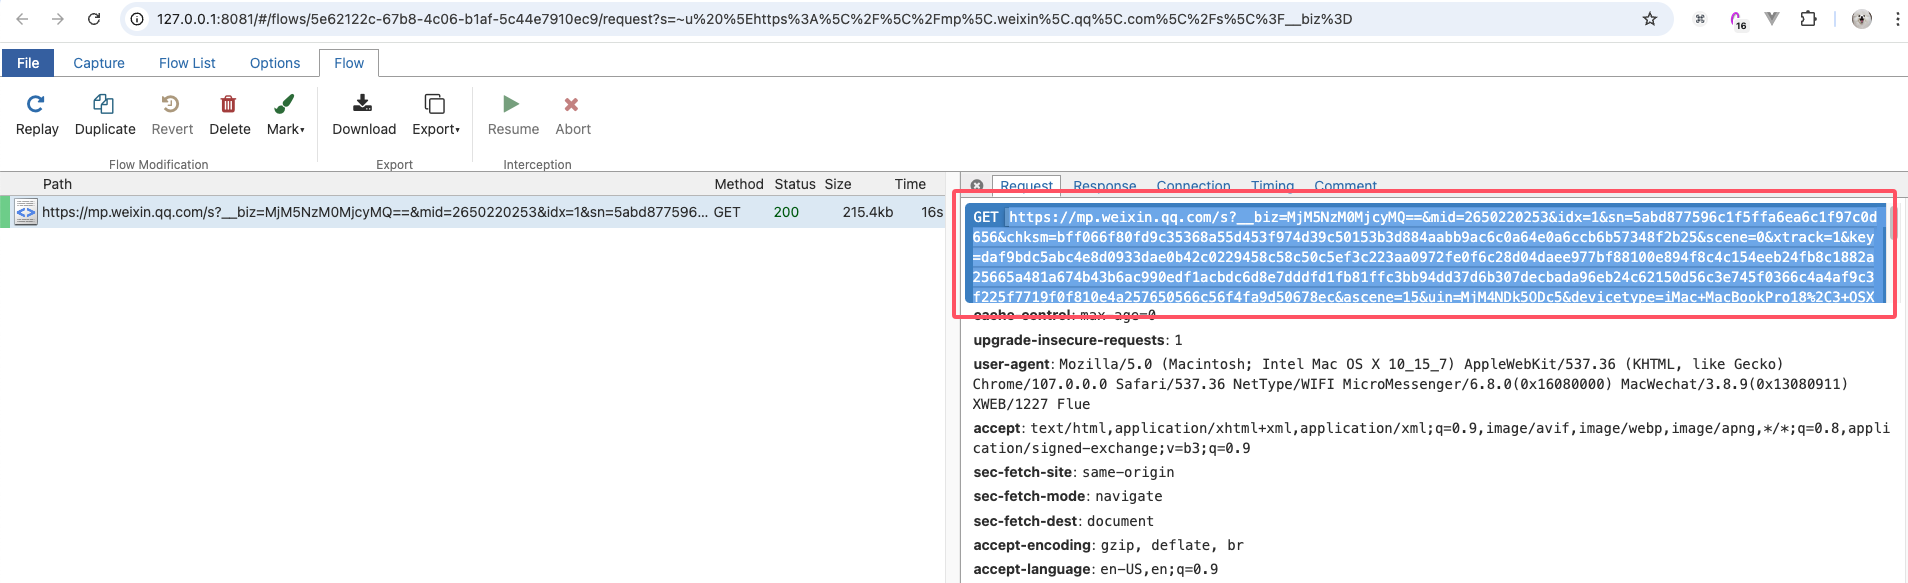 127.0.0.1:8081/#/flows/5e62122c-67b8-4c06-b1af-5c44e7910ec9/request?s=~u%20%5Ehttps%3A%5C%2F%5C%2Fmp%5C.weixin%5C.qq%5C.com%5C%2Fs%5C%3F__biz%3D
16
File Capture Flow List Options Flow
Replay Duplicate Revert Delete Mark▾ Download Export▾ Resume Abort
Flow Modification Export Interception
Path Method Status Size Time
https://mp.weixin.qq.com/s?__biz=MjM5NzM0MjcyMQ==&mid=2650220253&idx=1&sn=5abd877596... GET 200 215.4kb 16s
Request Response Connection Timing Comment
GET https://mp.weixin.qq.com/s?__biz=MjM5NzM0MjcyMQ==&mid=2650220253&idx=1&sn=5abd877596c1f5ffa6ea6c1f97c0d
656&chksm=bff066f80fd9c35368a55d453f974d39c50153b3d884aabb9ac6c0a64e0a6ccb6b57348f2b25&scene=0&xtrack=1&key
=daf9bdc5abc4e8d0933dae0b42c0229458c58c50c5ef3c223aa0972fe0f6c28d04daee977bf88100e894f8c4c154eeb24fb8c1882a
25665a481a674b43b6ac990edf1acbdc6d8e7dddfd1fb81ffc3bb94dd37d6b307decbada96eb24c62150d56c3e745f0366c4a4af9c3
f225f7719f0f810e4a257650566c56f4fa9d50678ec&ascene=15&uin=MjM4NDk5ODc5&devicetype=iMac+MacBookPro18%2C3+OSX
cache-control: max-age=0
upgrade-insecure-requests: 1
user-agent: Mozilla/5.0 (Macintosh; Intel Mac OS X 10_15_7) AppleWebKit/537.36 (KHTML, like Gecko)
Chrome/107.0.0.0 Safari/537.36 NetType/WIFI MicroMessenger/6.8.0(0x16080000) MacWechat/3.8.9(0x13080911)
XWEB/1227 Flue
accept: text/html,application/xhtml+xml,application/xml;q=0.9,image/avif,image/webp,image/apng,*/*;q=0.8,appli
cation/signed-exchange;v=b3;q=0.9
sec-fetch-site: same-origin
sec-fetch-mode: navigate
sec-fetch-dest: document
accept-encoding: gzip, deflate, br
accept-language: en-US,en;q=0.9